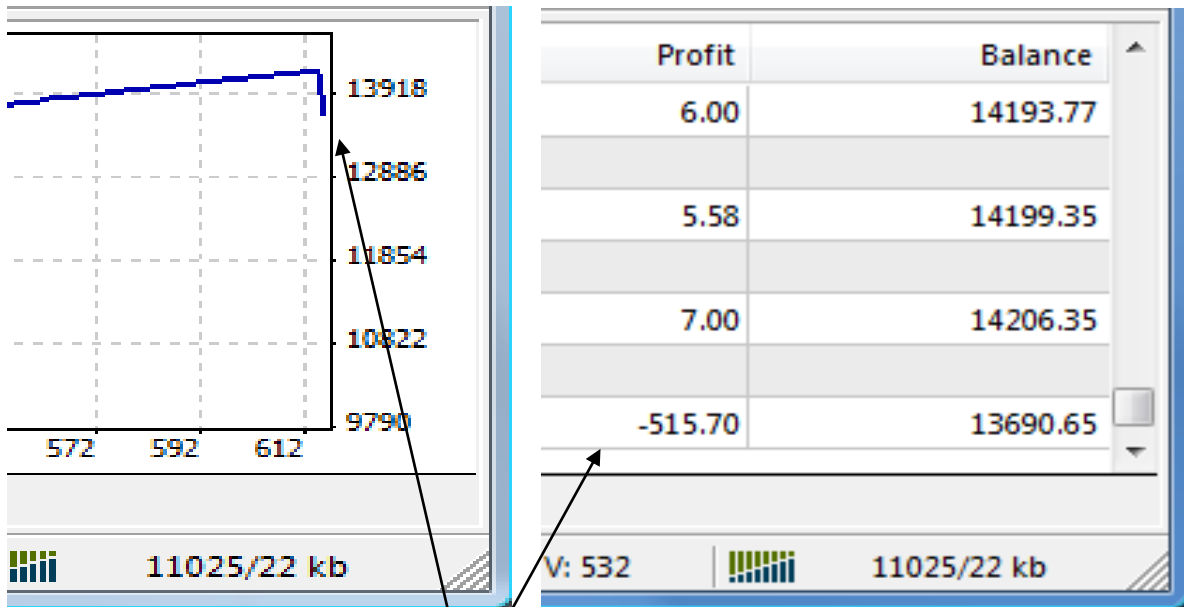 13918
12886
11854
10822
9790
572 592 612
11025/22 kb
Profit Balance
6.00 14193.77
5.58 14199.35
7.00 14206.35
-515.70 13690.65
V: 532 11025/22 kb